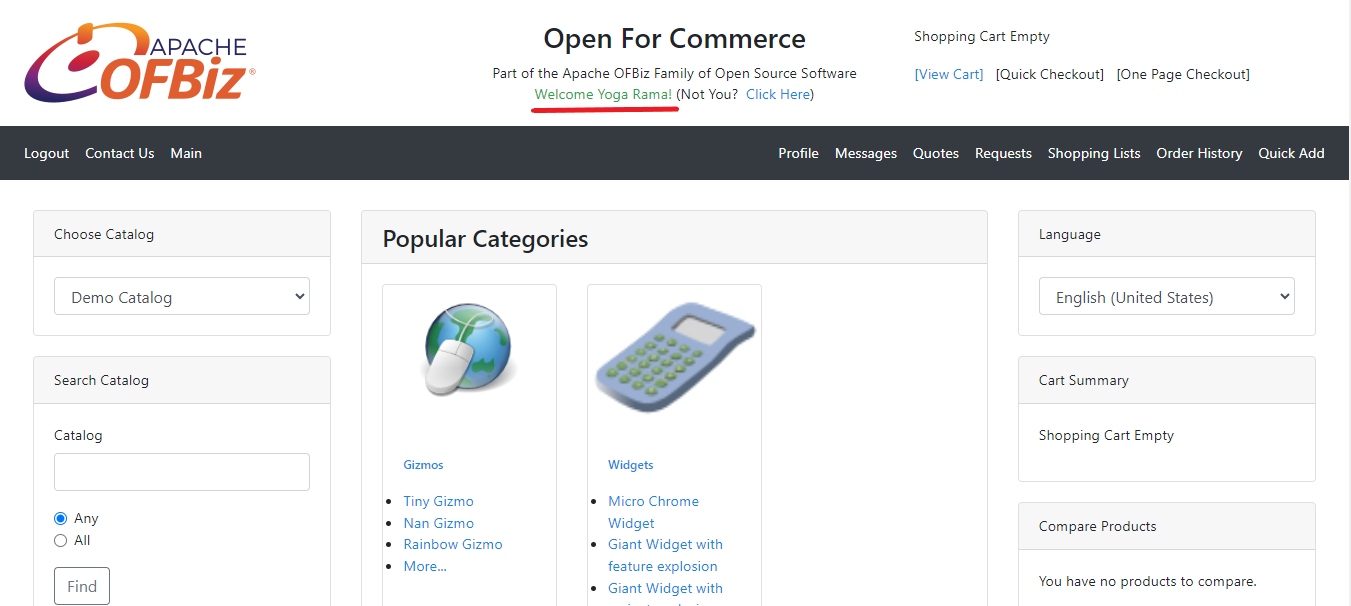 APACHE
OFBiz®
Open For Commerce
Part of the Apache OFBiz Family of Open Source Software
Welcome Yoga Rama! (Not You? Click Here)
Shopping Cart Empty
[View Cart] [Quick Checkout] [One Page Checkout]
Logout Contact Us Main Profile Messages Quotes Requests Shopping Lists Order History Quick Add
Choose Catalog
Demo Catalog
Search Catalog
Catalog
Any
All
Find
Popular Categories
Gizmos
Tiny Gizmo
Nan Gizmo
Rainbow Gizmo
More...
Widgets
Micro Chrome
Widget
Giant Widget with
feature explosion
Giant Widget with
Language
English (United States)
Cart Summary
Shopping Cart Empty
Compare Products
You have no products to compare.